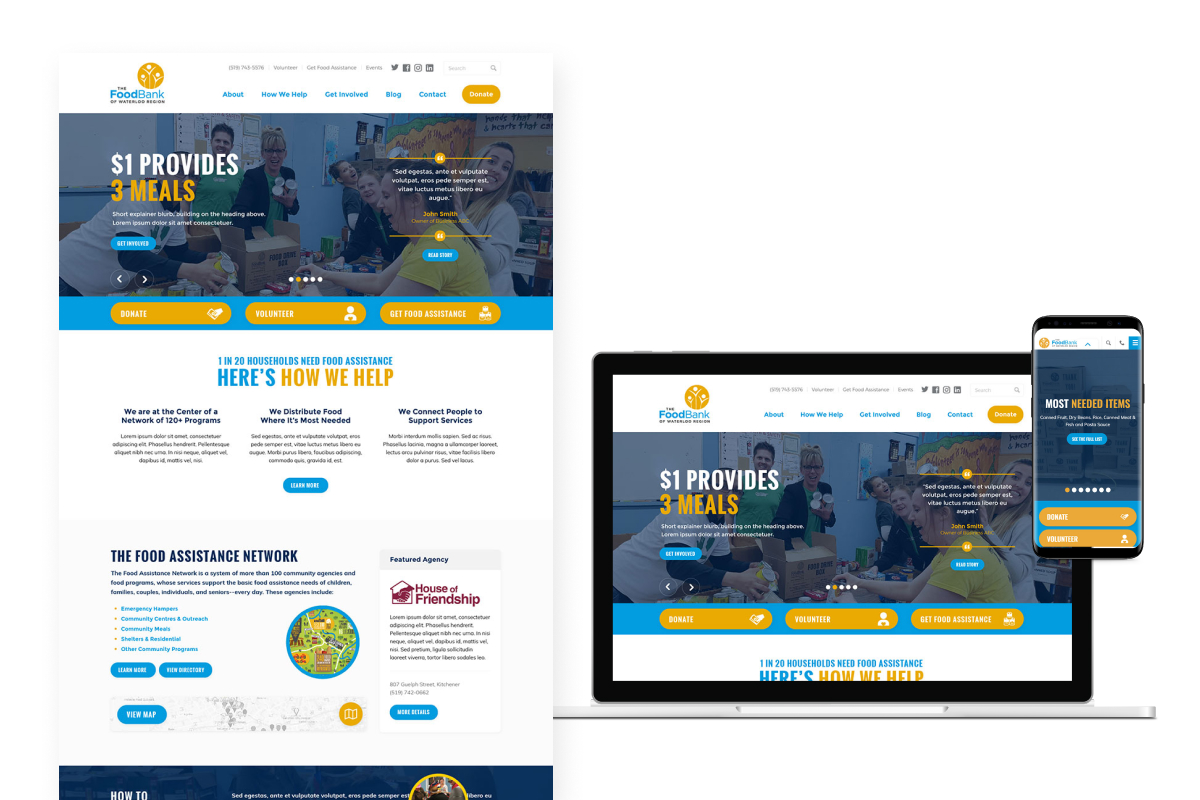 (519) 743-5576 Volunteer Get Food Assistance Events Search
THE
FoodBank
OF WATERLOO REGION
About How We Help Get Involved Blog Contact Donate
$1 PROVIDES
3 MEALS
Short explainer blurb, building on the heading above.
Lorem ipsum dolor sit amet consectetuer.
GET INVOLVED
"Sed egestas, ante et vulputate
volutpat, eros pede semper est,
vitae luctus metus libero eu
augue."
John Smith
Owner of Business ABC
READ STORY
FOOD DRIVE
BOX
DONATE
VOLUNTEER
GET FOOD ASSISTANCE
1 IN 20 HOUSEHOLDS NEED FOOD ASSISTANCE
HERE'S HOW WE HELP
We are at the Center of a
Network of 120+ Programs
Lorem ipsum dolor sit amet, consectetuer
adipiscing elit. Phasellus hendrerit. Pellentesque
aliquet nibh nec urna. In nisi neque, aliquet vel,
dapibus id, mattis vel, nisi.
We Distribute Food
Where It's Most Needed
Sed egestas, ante et vulputate volutpat, eros
pede semper est, vitae luctus metus libero eu
augue. Morbi purus libero, faucibus adipiscing,
commodo quis, gravida id, est.
We Connect People to
Support Services
Morbi interdum mollis sapien. Sed ac risus.
Phasellus lacinia, magna a ullamcorper laoreet,
lectus arcu pulvinar risus, vitae facilisis libero
dolor a purus. Sed vel lacus.
LEARN MORE
THE FOOD ASSISTANCE NETWORK
The Food Assistance Network is a system of more than 100 community agencies and
food programs, whose services support the basic food assistance needs of children,
families, couples, individuals, and seniors--every day. These agencies include:
Emergency Hampers
Community Centres & Outreach
Community Meals
Shelters & Residential
Other Community Programs
LEARN MORE VIEW DIRECTORY
VIEW MAP
Featured Agency
House of
Friendship
Lorem ipsum dolor sit amet, consectetuer
adipiscing elit. Phasellus hendrerit.
Pellentesque aliquet nibh nec urna. In nisi
neque, aliquet vel, dapibus id, mattis vel,
nisi. Sed pretium, ligula sollicitudin
laoreet viverra, tortor libero sodales leo.
807 Guelph Street, Kitchener
(519) 742-0662
MORE DETAILS
HOW TO
Sed egestas, ante et vulputate volutpat, eros pede semper est
libero eu
(519) 743-5576 Volunteer Get Food Assistance Events Search
THE
FoodBank
OF WATERLOO REGION
About How We Help Get Involved Blog Contact Donate
$1 PROVIDES
3 MEALS
Short explainer blurb, building on the heading above.
Lorem ipsum dolor sit amet consectetuer.
GET INVOLVED
"Sed egestas, ante et vulputate
volutpat, eros pede semper est,
vitae luctus metus libero eu
augue."
John Smith
Owner of Business ABC
READ STORY
DONATE
VOLUNTEER
GET FOOD ASSISTANCE
1 IN 20 HOUSEHOLDS NEED FOOD ASSISTANCE
HERE'S HOW WE HELP
FoodBank
MOST NEEDED ITEMS
Canned Fruit, Dry Beans, Rice, Canned Meat &
Fish and Pasta Sauce
SEE THE FULL LIST
DONATE
VOLUNTEER